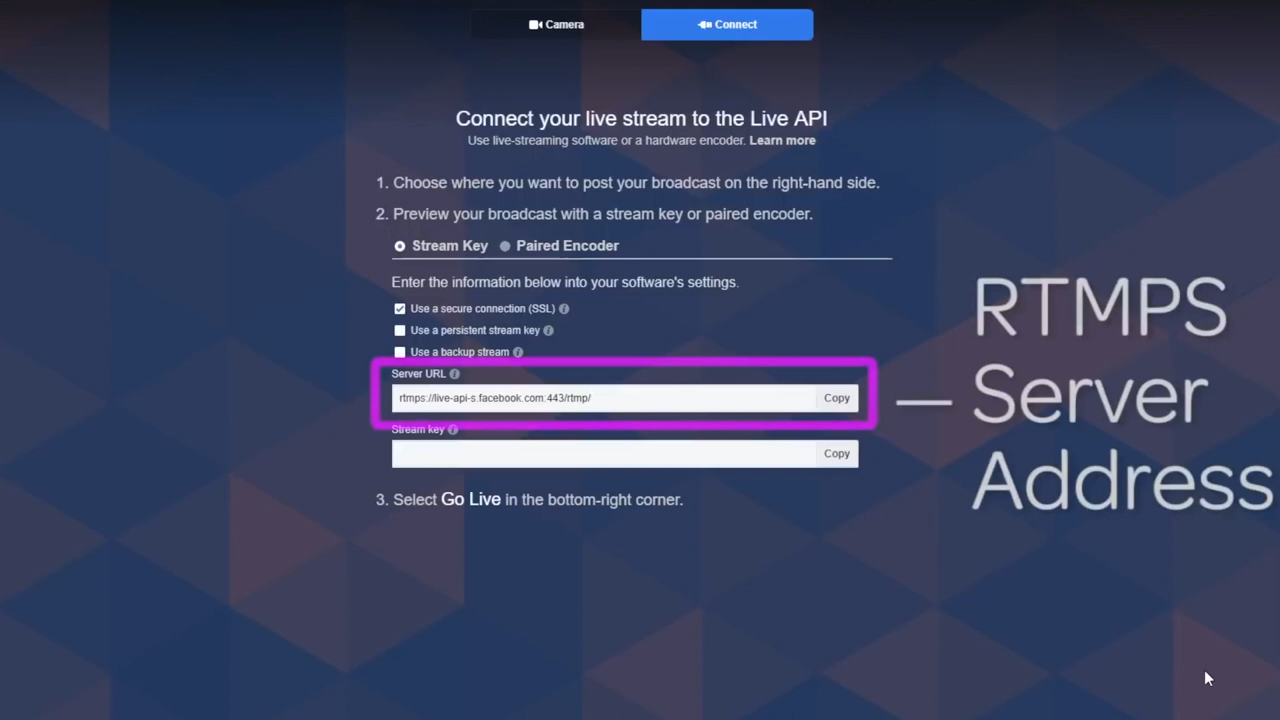 Camera
Connect
Connect your live stream to the Live API
Use live-streaming software or a hardware encoder. Learn more
1. Choose where you want to post your broadcast on the right-hand side.
2. Preview your broadcast with a stream key or paired encoder.
Stream Key Paired Encoder
Enter the information below into your software's settings.
Use a secure connection (SSL)
Use a persistent stream key
Use a backup stream
Server URL
rtmps://live-api-s.facebook.com:443/rtmp/ Copy
Stream key
Copy
3. Select Go Live in the bottom-right corner.
RTMPS
— Server
Address